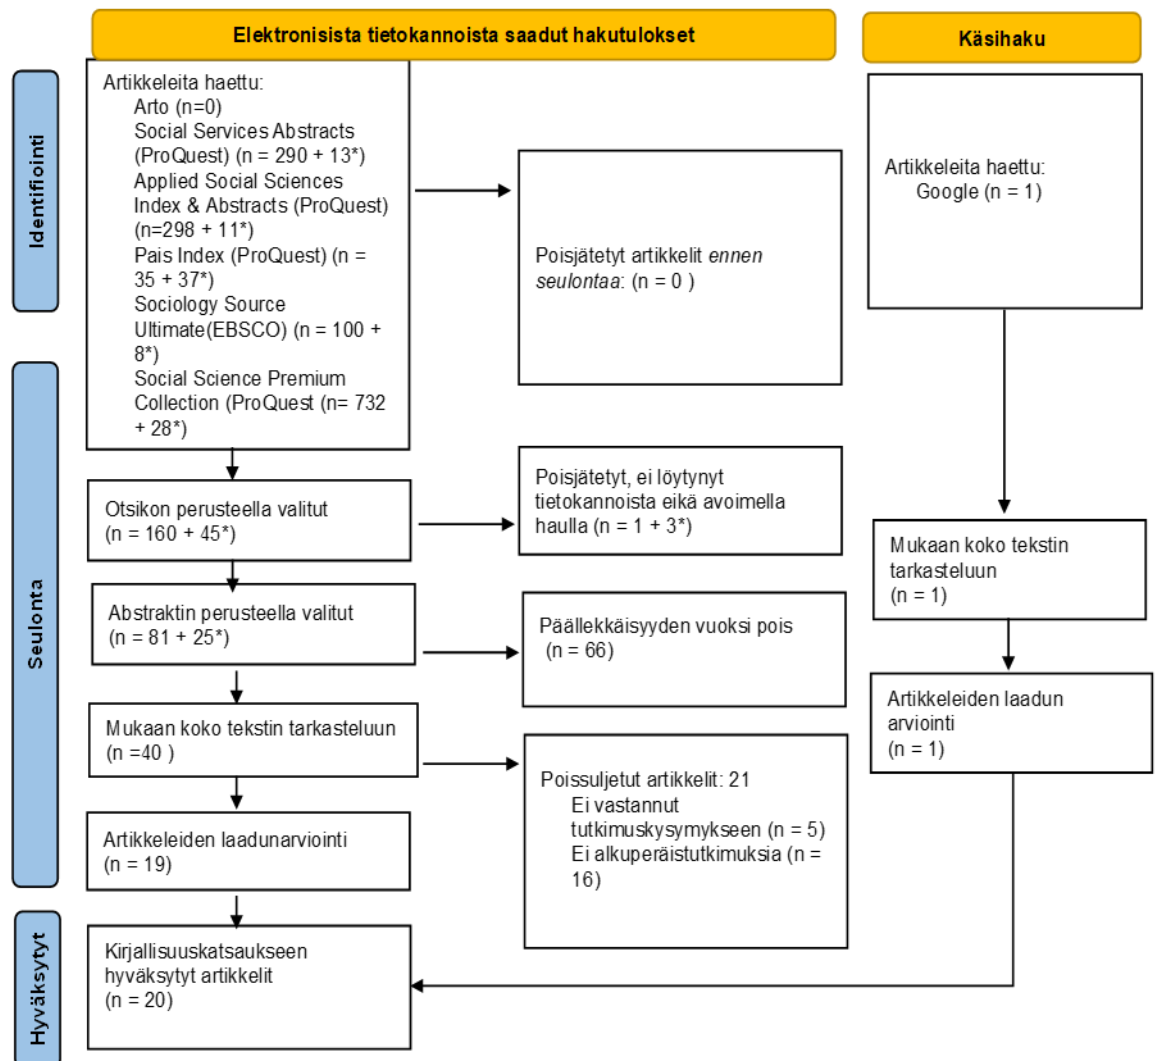 Elektronisista tietokannoista saadut hakutulokset
Käsihaku
Identifiointi
Artikkeleita haettu:
Arto (n=0)
Social Services Abstracts
(ProQuest) (n = 290 + 13*)
Applied Social Sciences
Index & Abstracts (ProQuest)
(n=298 + 11*)
Pais Index (ProQuest) (n =
35 + 37*)
Sociology Source
Ultimate(EBSCO) (n = 100 +
8*)
Social Science Premium
Collection (ProQuest (n= 732
+ 28*)
Poisjätetyt artikkelit ennen
seulontaa: (n = 0 )
Artikkeleita haettu:
Google (n = 1)
Seulonta
Otsikon perusteella valitut
(n = 160 + 45*)
Poisjätetyt, ei löytynyt
tietokannoista eikä avoimella
haulla (n = 1 + 3*)
Abstraktin perusteella valitut
(n = 81 + 25*)
Päällekkäisyyden vuoksi pois
(n = 66)
Mukaan koko tekstin tarkasteluun
(n =40 )
Poissuljetut artikkelit: 21
Ei vastannut
tutkimuskysymykseen (n = 5)
Ei alkuperäistutkimuksia (n =
16)
Artikkeleiden laadunarviointi
(n = 19)
Mukaan koko tekstin
tarkasteluun
(n = 1)
Artikkeleiden laadun
arviointi
(n = 1)
Hyväksytyt
Kirjallisuuskatsaukseen
hyväksytyt artikkelit
(n = 20)